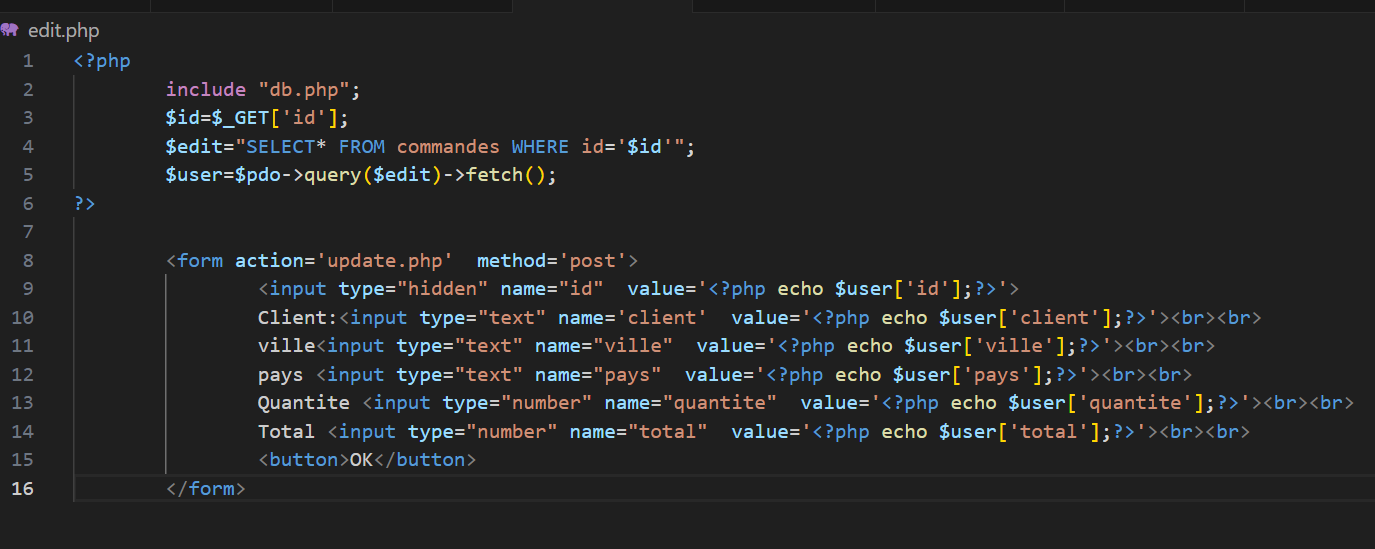 edit.php
1 <?php
2 include "db.php";
3 $id=$_GET['id'];
4 $edit="SELECT* FROM commandes WHERE id='$id'";
5 $user=$pdo->query($edit)->fetch();
6 ?>
7
8 <form action='update.php'  method='post'>
9 <input type="hidden" name="id"  value='<?php echo $user['id'];?>'>
10 Client:<input type="text" name='client'  value='<?php echo $user['client'];?>'><br><br>
11 ville<input type="text" name="ville"  value='<?php echo $user['ville'];?>'><br><br>
12 pays <input type="text" name="pays"  value='<?php echo $user['pays'];?>'><br><br>
13 Quantite <input type="number" name="quantite"  value='<?php echo $user['quantite'];?>'><br><br>
14 Total <input type="number" name="total"  value='<?php echo $user['total'];?>'><br><br>
15 <button>OK</button>
16 </form>